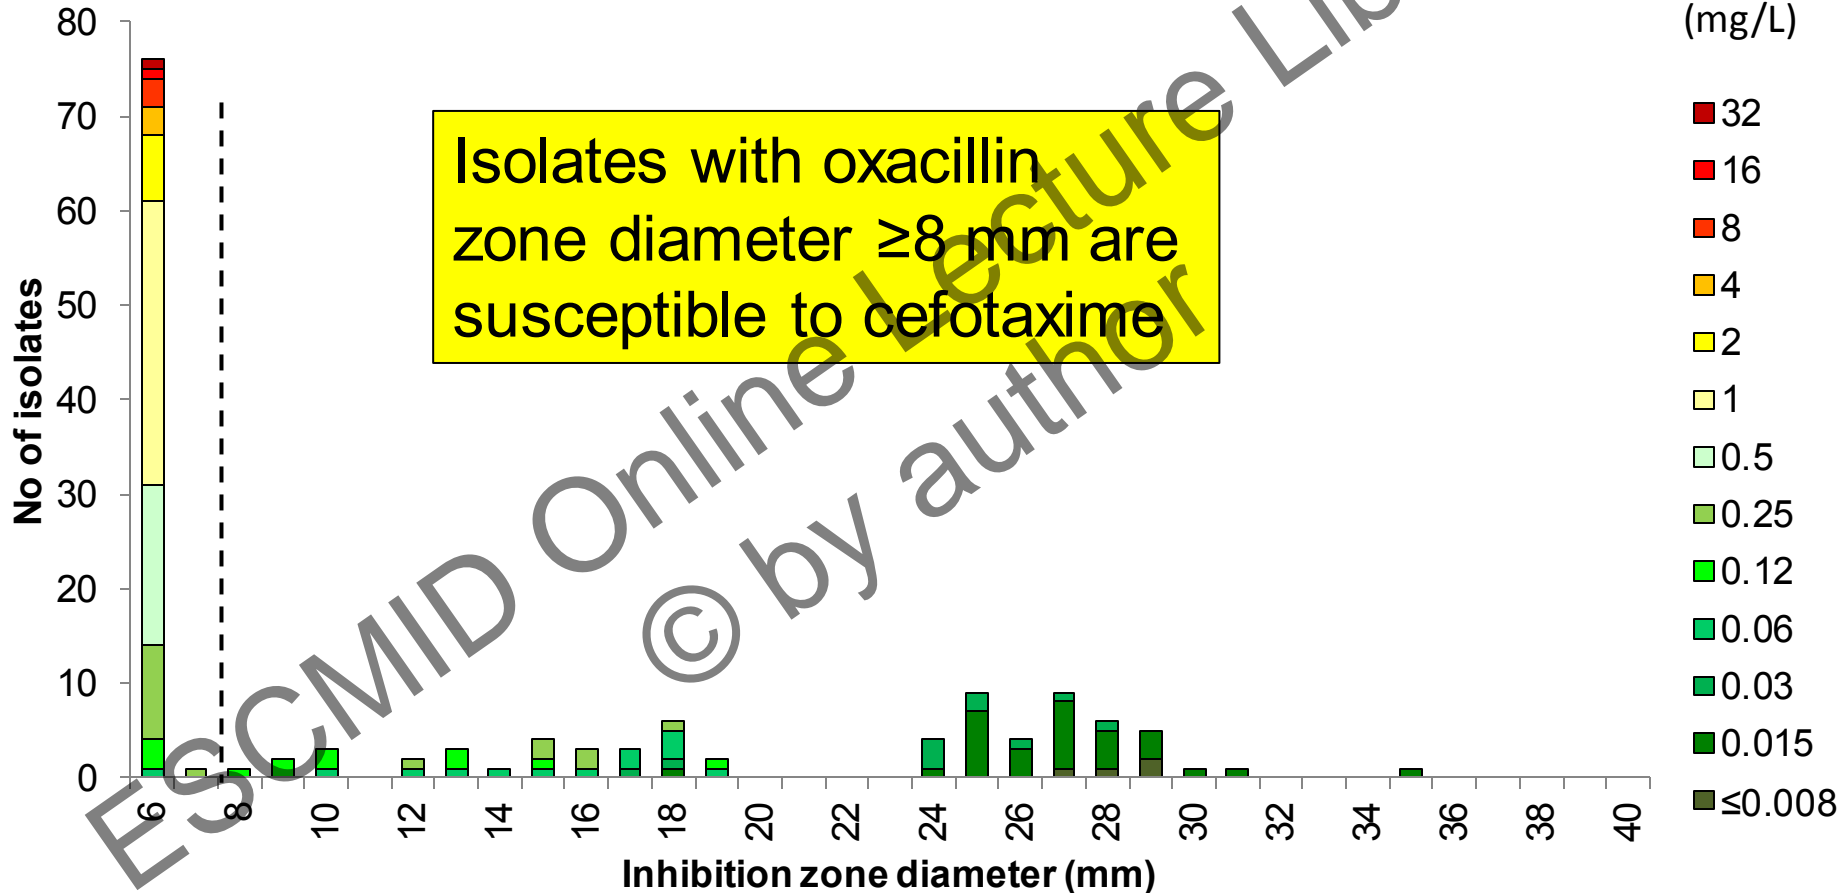 (mg/L)
80
70
60
50
40
30
20
10
0
No of isolates
Isolates with oxacillin
zone diameter ≥8 mm are
susceptible to cefotaxime
32
16
8
4
2
1
0.5
0.25
0.12
0.06
0.03
0.015
≤0.008
6 8 10 12 14 16 18 20 22 24 26 28 30 32 34 36 38 40
Inhibition zone diameter (mm)
ESCMID Online Lecture
© by author